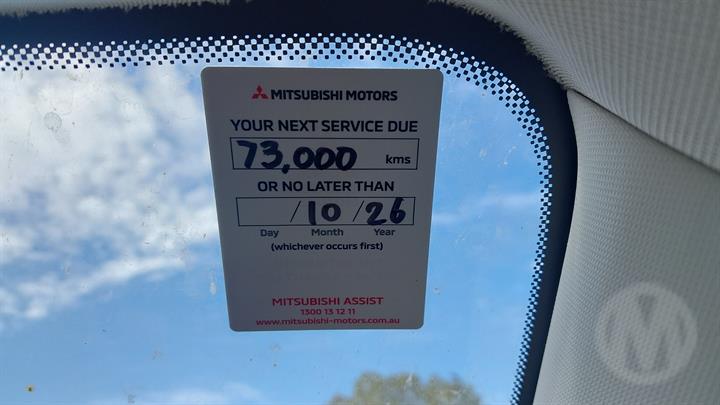 MITSUBISHI MOTORS
YOUR NEXT SERVICE DUE
73,000 kms
OR NO LATER THAN
/10/26
Day Month Year
(whichever occurs first)
MITSUBISHI ASSIST
1300 13 12 11
www.mitsubishi-motors.com.au
M